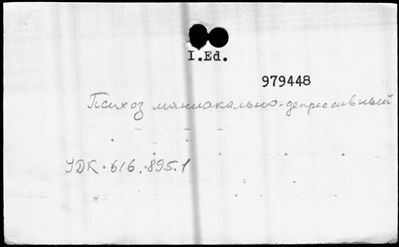 I.Ed.
979448
Психоз маниакально-депрессивный
УДК. 616.-895.1